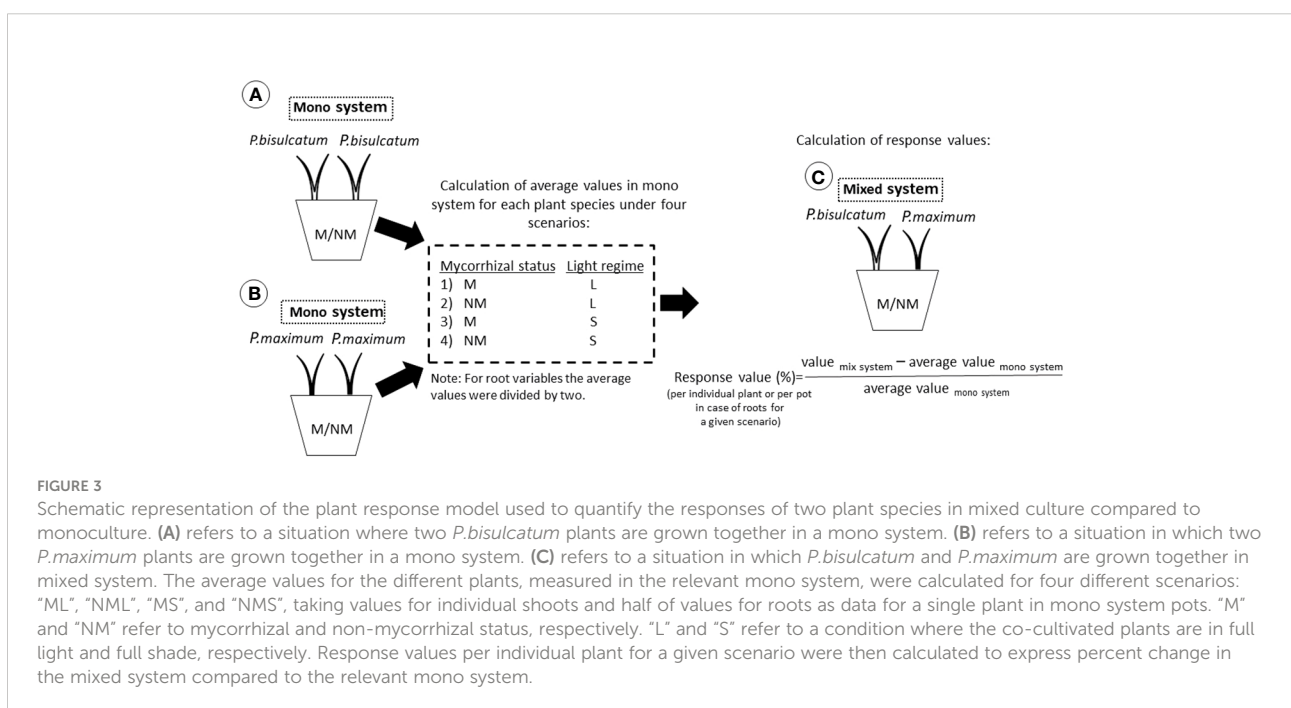 A
Mono system
P.bisulcatum P.bisulcatum
M/NM
B
Mono system
P.maximum P.maximum
M/NM
Calculation of average values in mono
system for each plant species under four
scenarios:
Mycorrhizal status Light regime
1) M L
2) NM L
3) M S
4) NM S
Note: For root variables the average
values were divided by two.
Calculation of response values:
C
Mixed system
P.bisulcatum P.maximum
M/NM
Response value (%)= value mix system − average value mono system
average value mono system
(per individual plant or per pot
in case of roots for
a given scenario)
FIGURE 3
Schematic representation of the plant response model used to quantify the responses of two plant species in mixed culture compared to
monoculture. (A) refers to a situation where two P.bisulcatum plants are grown together in a mono system. (B) refers to a situation in which two
P.maximum plants are grown together in a mono system. (C) refers to a situation in which P.bisulcatum and P.maximum are grown together in
mixed system. The average values for the different plants, measured in the relevant mono system, were calculated for four different scenarios:
“ML”, “NML”, “MS”, and “NMS”, taking values for individual shoots and half of values for roots as data for a single plant in mono system pots. “M”
and “NM” refer to mycorrhizal and non-mycorrhizal status, respectively. “L” and “S” refer to a condition where the co-cultivated plants are in full
light and full shade, respectively. Response values per individual plant for a given scenario were then calculated to express percent change in
the mixed system compared to the relevant mono system.